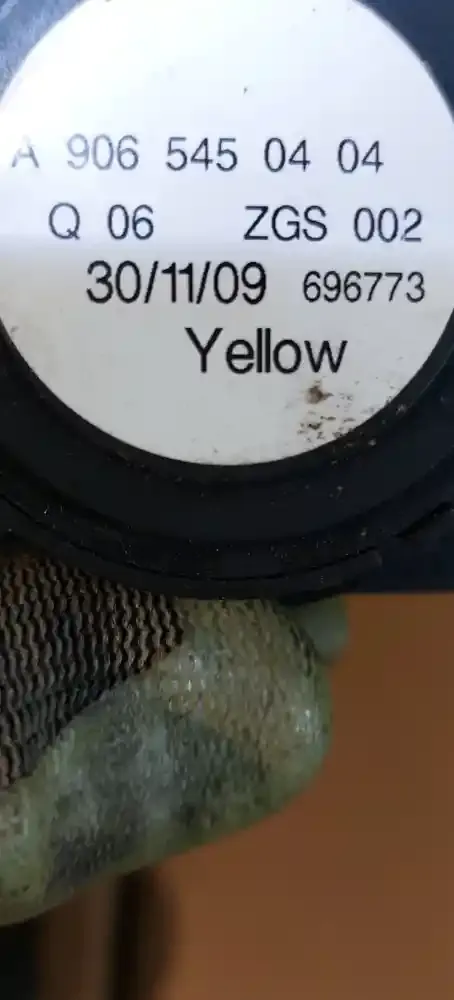 A 906 545 04 04
Q 06 ZGS 002
30/11/09 696773
Yellow